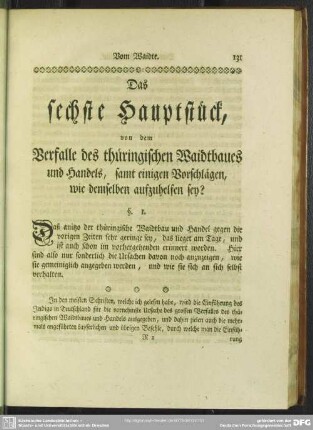 Vom Waidte. 131
Das
sechste Hauptstück,
von dem
Verfalle des thüringischen Waidtbaues
und Handels, samt einigen Vorschlägen,
wie demselben aufzuhelfen sey?
§. 1.
Daß anitzo der thüringische Waidtbau und Handel gegen die
vorigen Zeiten sehr geringe sey, das lieget am Tage, und
ist auch schon im vorhergehenden erinnert worden. Hier
sind also nur sonderlich die Ursachen davon noch anzuzeigen, wie
sie gemeiniglich angegeben werden, und wie sie sich an sich selbst
verhalten.
In den meisten Schriften, welche ich gelesen habe, wird die Einführung des
Indigs in Deutschland für die vornehmste Ursache des grossen Verfalles des thü-
ringischen Waidtbaues und Handels ausgegeben, und dahin zielen auch die mehr-
mals angeführten kayserlichen und übrigen Befehle, durch welche man die Einfüh-
R 2 rung